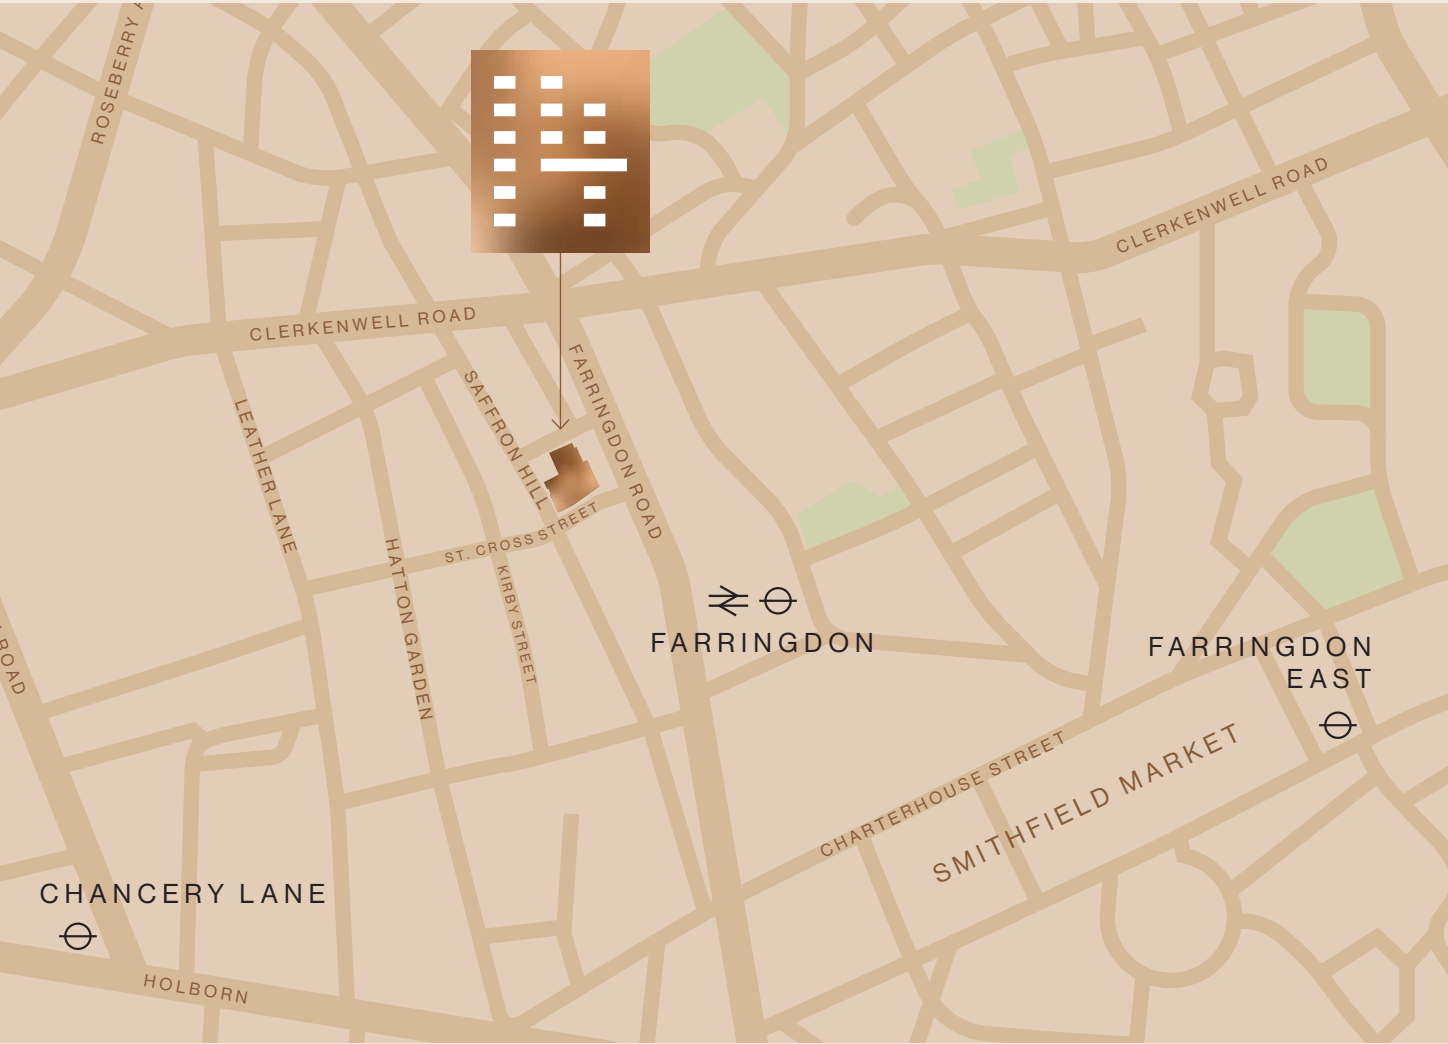 ROSEBERRY A
CLERKENWELL ROAD
CLERKENWELL ROAD
FARRINGDON ROAD
SAFFRON HILL
LEATHER LANE
ST. CROSS STREET
HATTON GARDEN
KIRBY STREET
ROAD
FARRINGDON
FARRINGDON
EAST
CHARTERHOUSE STREET
SMITHFIELD MARKET
CHANCERY LANE
HOLBORN